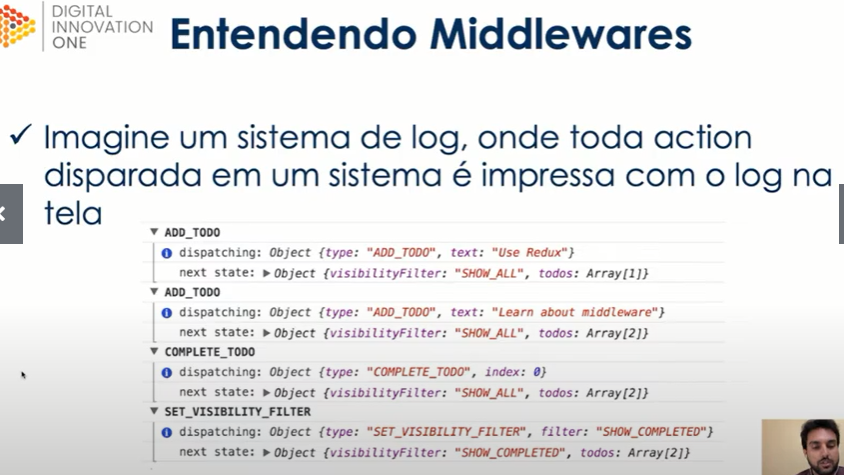 DIGITAL
INNOVATION
ONE
Entendendo Middlewares
✓ Imagine um sistema de log, onde toda action
disparada em um sistema é impressa com o log na
tela
▼ ADD_TODO
i dispatching: Object {type: "ADD_TODO", text: "Use Redux"}
next state: ▶Object {visibilityFilter: "SHOW_ALL", todos: Array[1]}
▼ ADD_TODO
i dispatching: Object {type: "ADD_TODO", text: "Learn about middleware"}
next state: ▶Object {visibilityFilter: "SHOW_ALL", todos: Array[2]}
▼ COMPLETE_TODO
i dispatching: Object {type: "COMPLETE_TODO", index: 0}
next state: ▶Object {visibilityFilter: "SHOW_ALL", todos: Array[2]}
▼ SET_VISIBILITY_FILTER
i dispatching: Object {type: "SET_VISIBILITY_FILTER", filter: "SHOW_COMPLETED"}
next state: ▶Object {visibilityFilter: "SHOW_COMPLETED", todos: Array[2]}